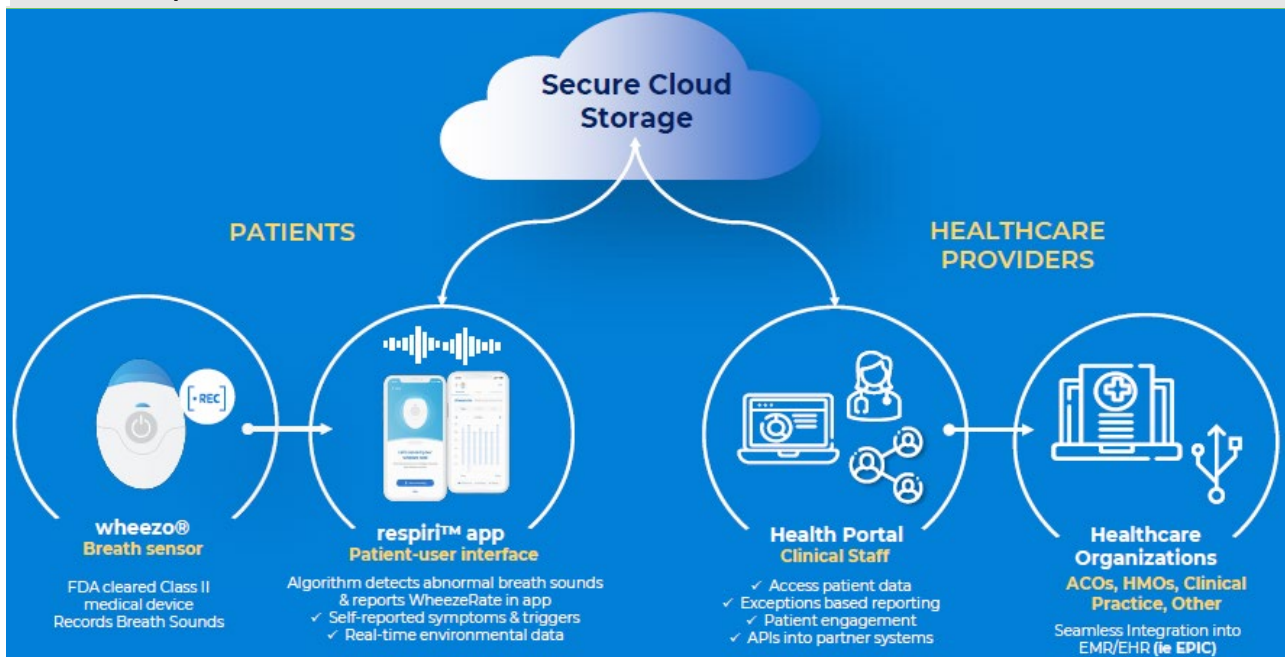 Secure Cloud
Storage
PATIENTS
HEALTHCARE
PROVIDERS
[• REC]
wheezo®
Breath sensor
FDA cleared Class II
medical device
Records Breath Sounds
respiri™ app
Patient-user interface
Algorithm detects abnormal breath sounds
& reports WheezeRate in app
✓ Self-reported symptoms & triggers
✓ Real-time environmental data
Health Portal
Clinical Staff
✓ Access patient data
✓ Exceptions based reporting
✓ Patient engagement
✓ APIs into partner systems
Healthcare
Organizations
ACOs, HMOs, Clinical
Practice, Other
Seamless Integration into
EMR/EHR (ie EPIC)